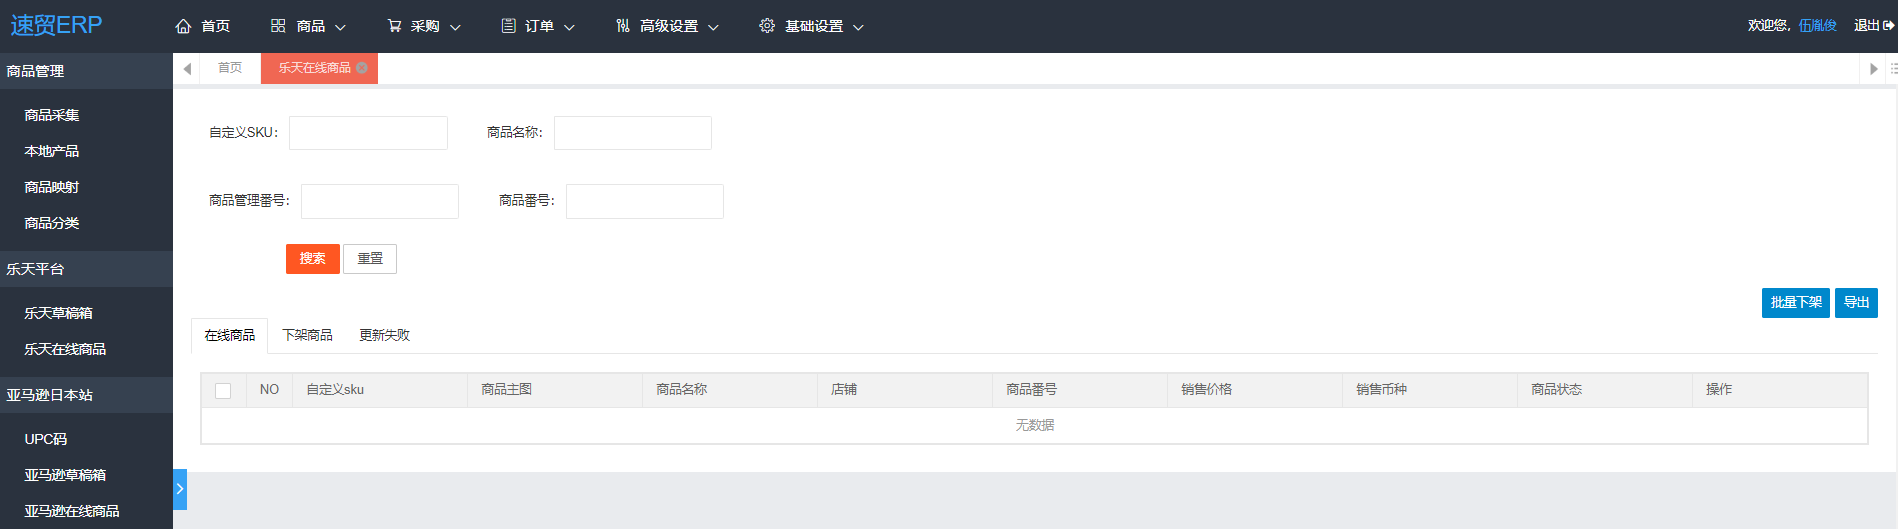 速贸ERP
首页 商品 采购 订单 高级设置 基础设置
欢迎您, 伍胤俊 退出
商品管理
商品采集
本地产品
商品映射
商品分类
乐天平台
乐天草稿箱
乐天在线商品
亚马逊日本站
UPC码
亚马逊草稿箱
亚马逊在线商品
首页 乐天在线商品
自定义SKU: 商品名称:
商品管理番号: 商品番号:
搜索 重置
批量下架 导出
在线商品 下架商品 更新失败
NO 自定义sku 商品主图 商品名称 店铺 商品番号 销售价格 销售币种 商品状态 操作
无数据